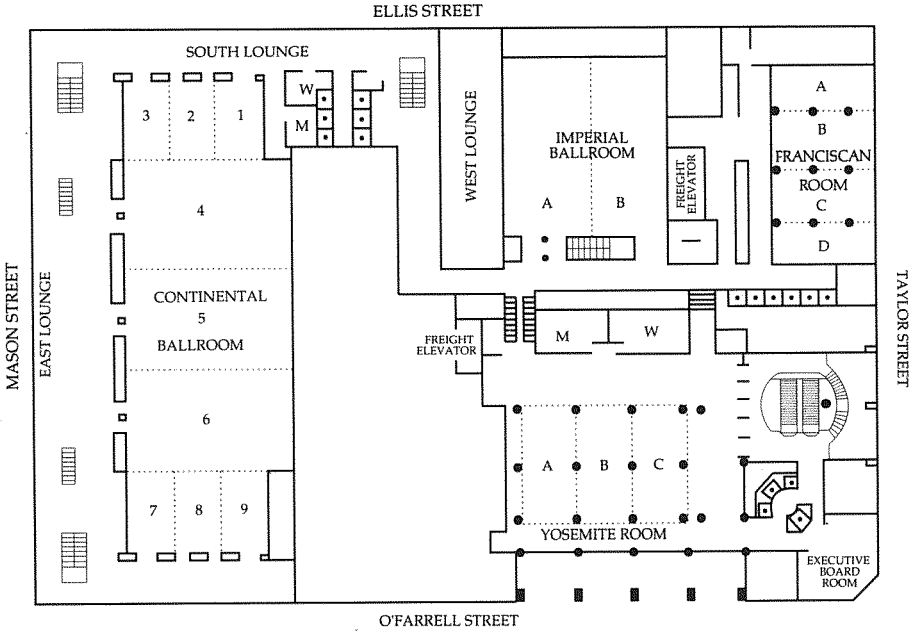 ELLIS STREET
SOUTH LOUNGE
W
M
3
2
1
4
CONTINENTAL
5
BALLROOM
6
7
8
9
MASON STREET
EAST LOUNGE
WEST LOUNGE
IMPERIAL
BALLROOM
A
B
FREIGHT
ELEVATOR
A
B
FRANCISCAN
ROOM
C
D
TAYLOR STREET
FREIGHT
ELEVATOR
M
W
A
B
C
YOSEMITE ROOM
EXECUTIVE
BOARD
ROOM
O'FARRELL STREET